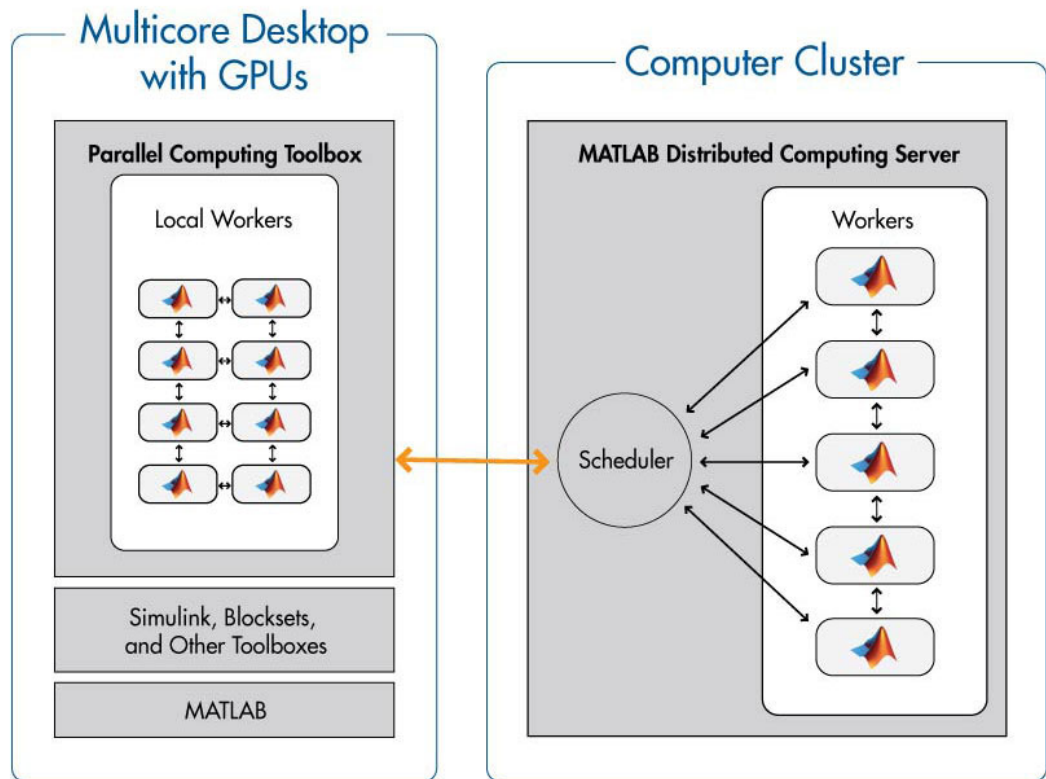 Multicore Desktop
with GPUs
Parallel Computing Toolbox
Local Workers
Simulink, Blocksets,
and Other Toolboxes
MATLAB
Computer Cluster
MATLAB Distributed Computing Server
Workers
Scheduler